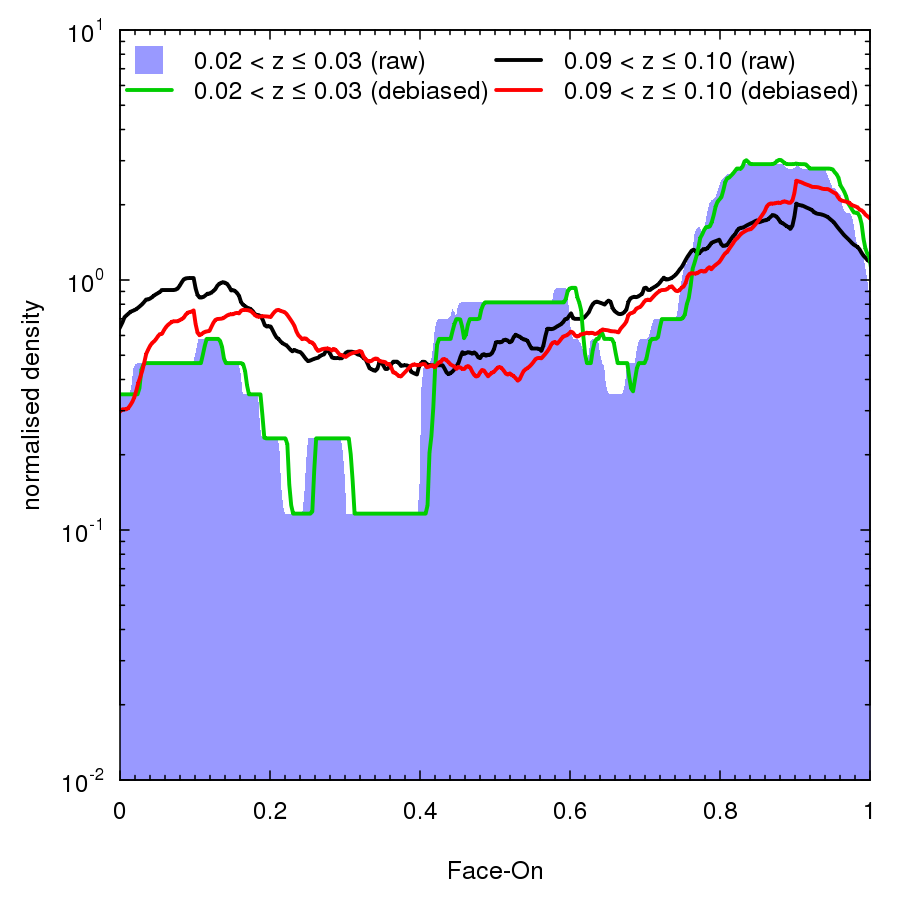 10^1
0.02 < z ≤ 0.03 (raw) 0.09 < z ≤ 0.10 (raw)
0.02 < z ≤ 0.03 (debiased) 0.09 < z ≤ 0.10 (debiased)
10^0
normalised density
10^-1
10^-2
0 0.2 0.4 0.6 0.8 1
Face-On